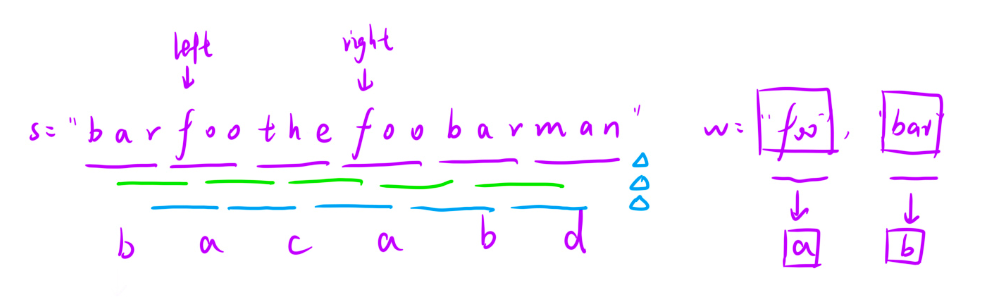 left right
s= "barfoothefoobarman" w= "foo", "bar"
b a c a b d a b